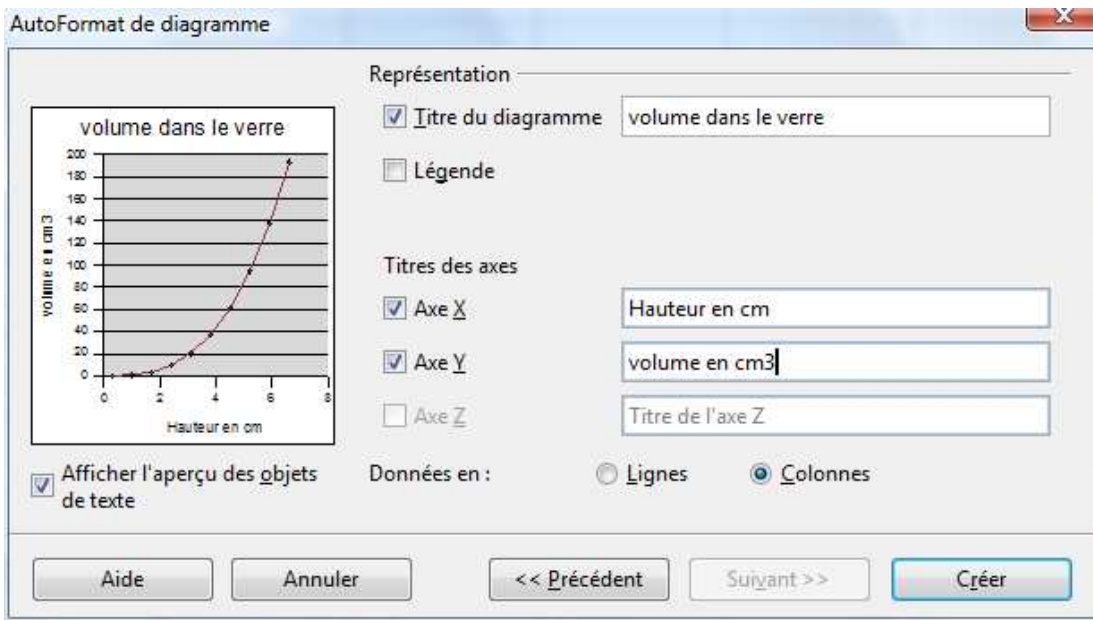 AutoFormat de diagramme
Représentation
Titre du diagramme
volume dans le verre
Légende
Titres des axes
Axe X
Hauteur en cm
Axe Y
volume en cm3
Axe Z
Titre de l'axe Z
Données en :
Lignes
Colonnes
volume dans le verre
volume en cm3
200
180
160
140
120
100
80
60
40
20
0
0 2 4 6 8
Hauteur en cm
Afficher l'aperçu des objets
de texte
Aide
Annuler
<< Précédent
Suivant >>
Créer